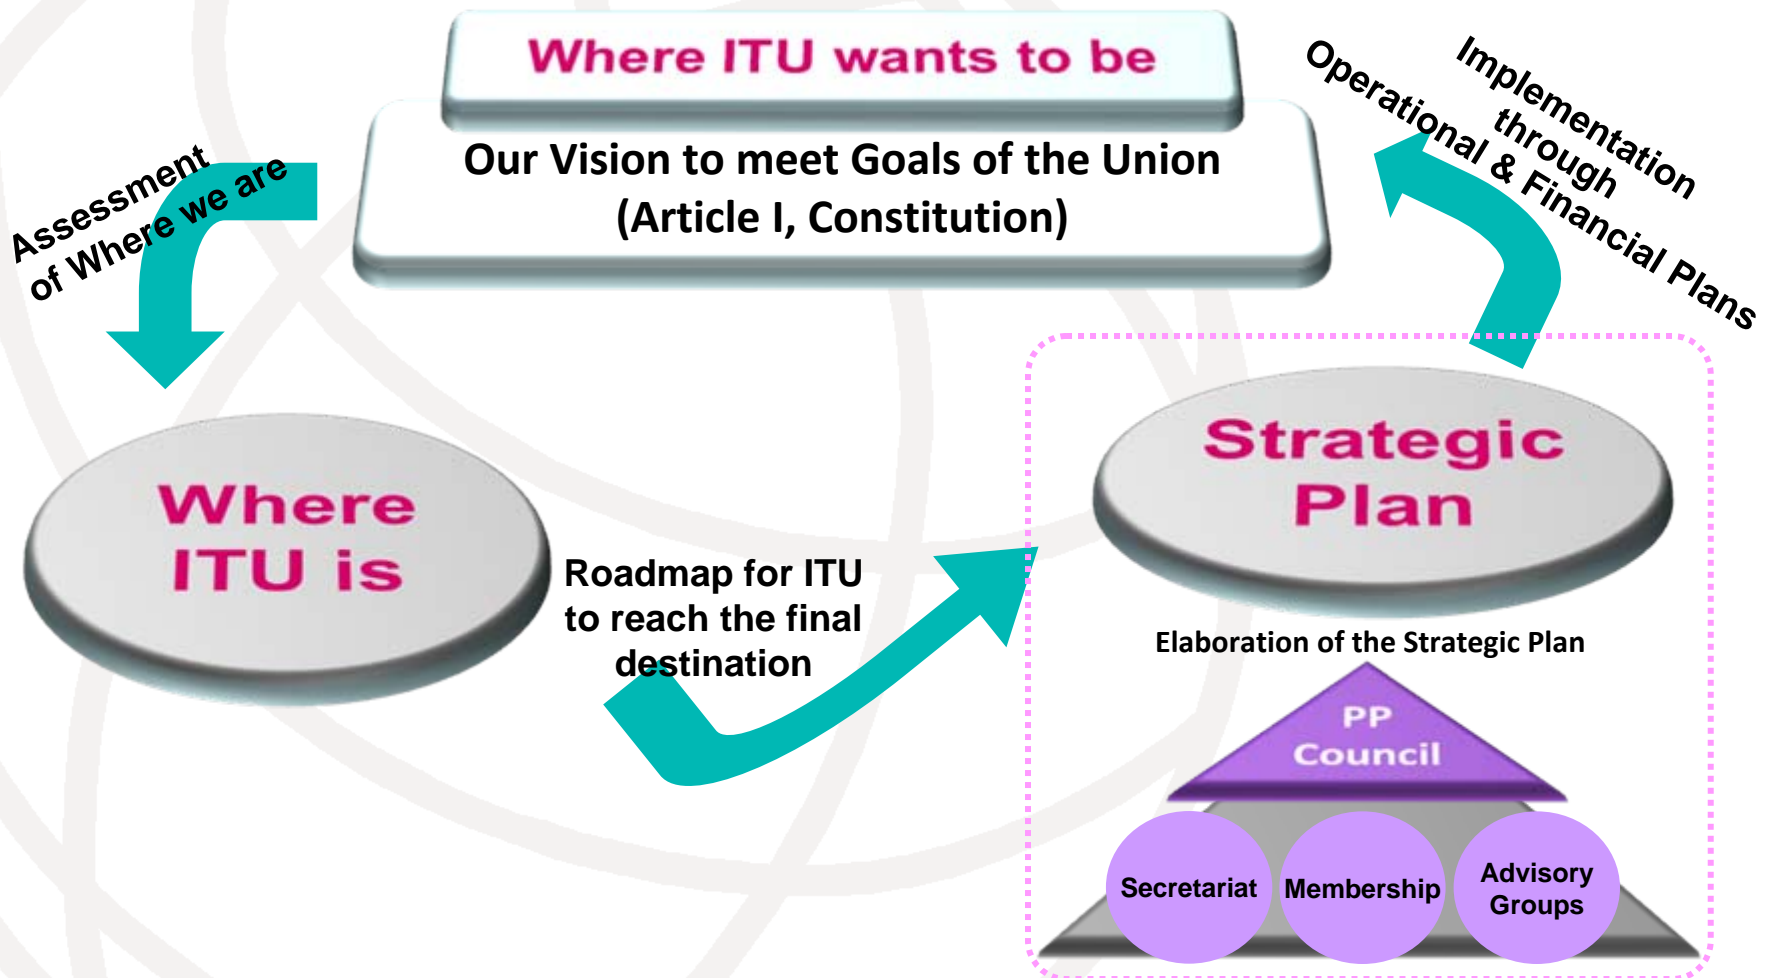 Where ITU wants to be
Our Vision to meet Goals of the Union
(Article I, Constitution)
Assessment
of Where we are
Implementation
through
Operational & Financial Plans
Where
ITU is
Roadmap for ITU
to reach the final
destination
Strategic
Plan
Elaboration of the Strategic Plan
PP
Council
Secretariat
Membership
Advisory
Groups